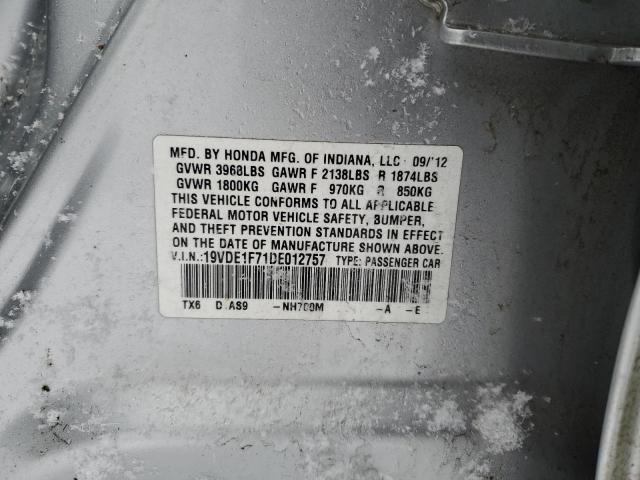 MFD. BY HONDA MFG. OF INDIANA, LLC 09/12
GVWR 3968LBS GAWR F 2138LBS R 1874LBS
GVWR 1800KG GAWR F 970KG R 850KG
THIS VEHICLE CONFORMS TO ALL APPLICABLE
FEDERAL MOTOR VEHICLE SAFETY, BUMPER,
AND THEFT PREVENTION STANDARDS IN EFFECT
ON THE DATE OF MANUFACTURE SHOWN ABOVE.
V.I.N.:19VDE1F71DE012757 TYPE: PASSENGER CAR
TX6 D AS9 -NH700M -A -E